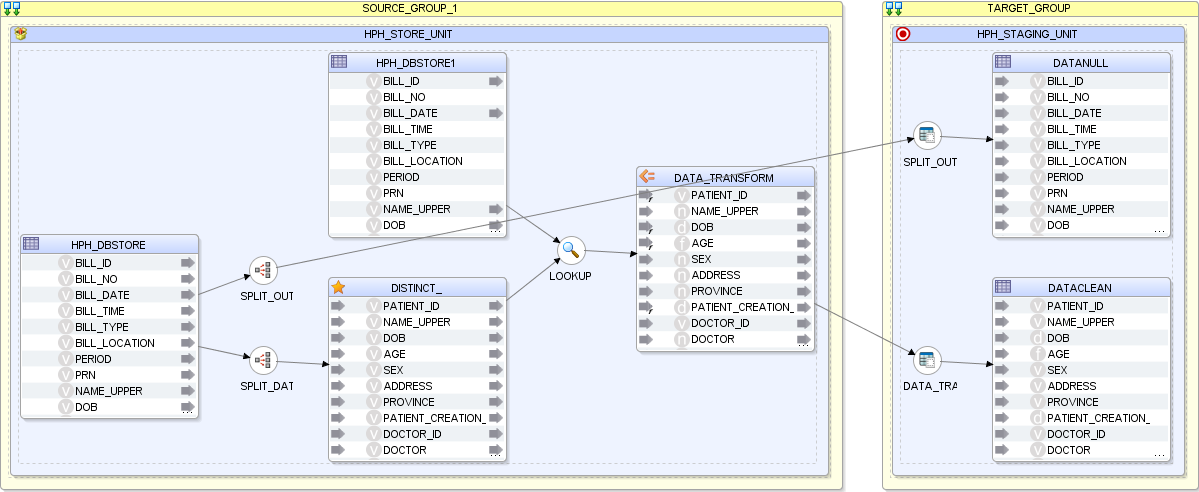 SOURCE_GROUP_1
HPH_STORE_UNIT
HPH_DBSTORE1
BILL_ID
BILL_NO
BILL_DATE
BILL_TIME
BILL_TYPE
BILL_LOCATION
PERIOD
PRN
NAME_UPPER
DOB
HPH_DBSTORE
BILL_ID
BILL_NO
BILL_DATE
BILL_TIME
BILL_TYPE
BILL_LOCATION
PERIOD
PRN
NAME_UPPER
DOB
SPLIT_OUT
SPLIT_DAT
DISTINCT_
PATIENT_ID
NAME_UPPER
DOB
AGE
SEX
ADDRESS
PROVINCE
PATIENT_CREATION_
DOCTOR_ID
DOCTOR
LOOKUP
DATA_TRANSFORM
PATIENT_ID
NAME_UPPER
DOB
AGE
SEX
ADDRESS
PROVINCE
PATIENT_CREATION_
DOCTOR_ID
DOCTOR
TARGET_GROUP
HPH_STAGING_UNIT
SPLIT_OUT
DATANULL
BILL_ID
BILL_NO
BILL_DATE
BILL_TIME
BILL_TYPE
BILL_LOCATION
PERIOD
PRN
NAME_UPPER
DOB
DATA_TRA
DATACLEAN
PATIENT_ID
NAME_UPPER
DOB
AGE
SEX
ADDRESS
PROVINCE
PATIENT_CREATION_
DOCTOR_ID
DOCTOR